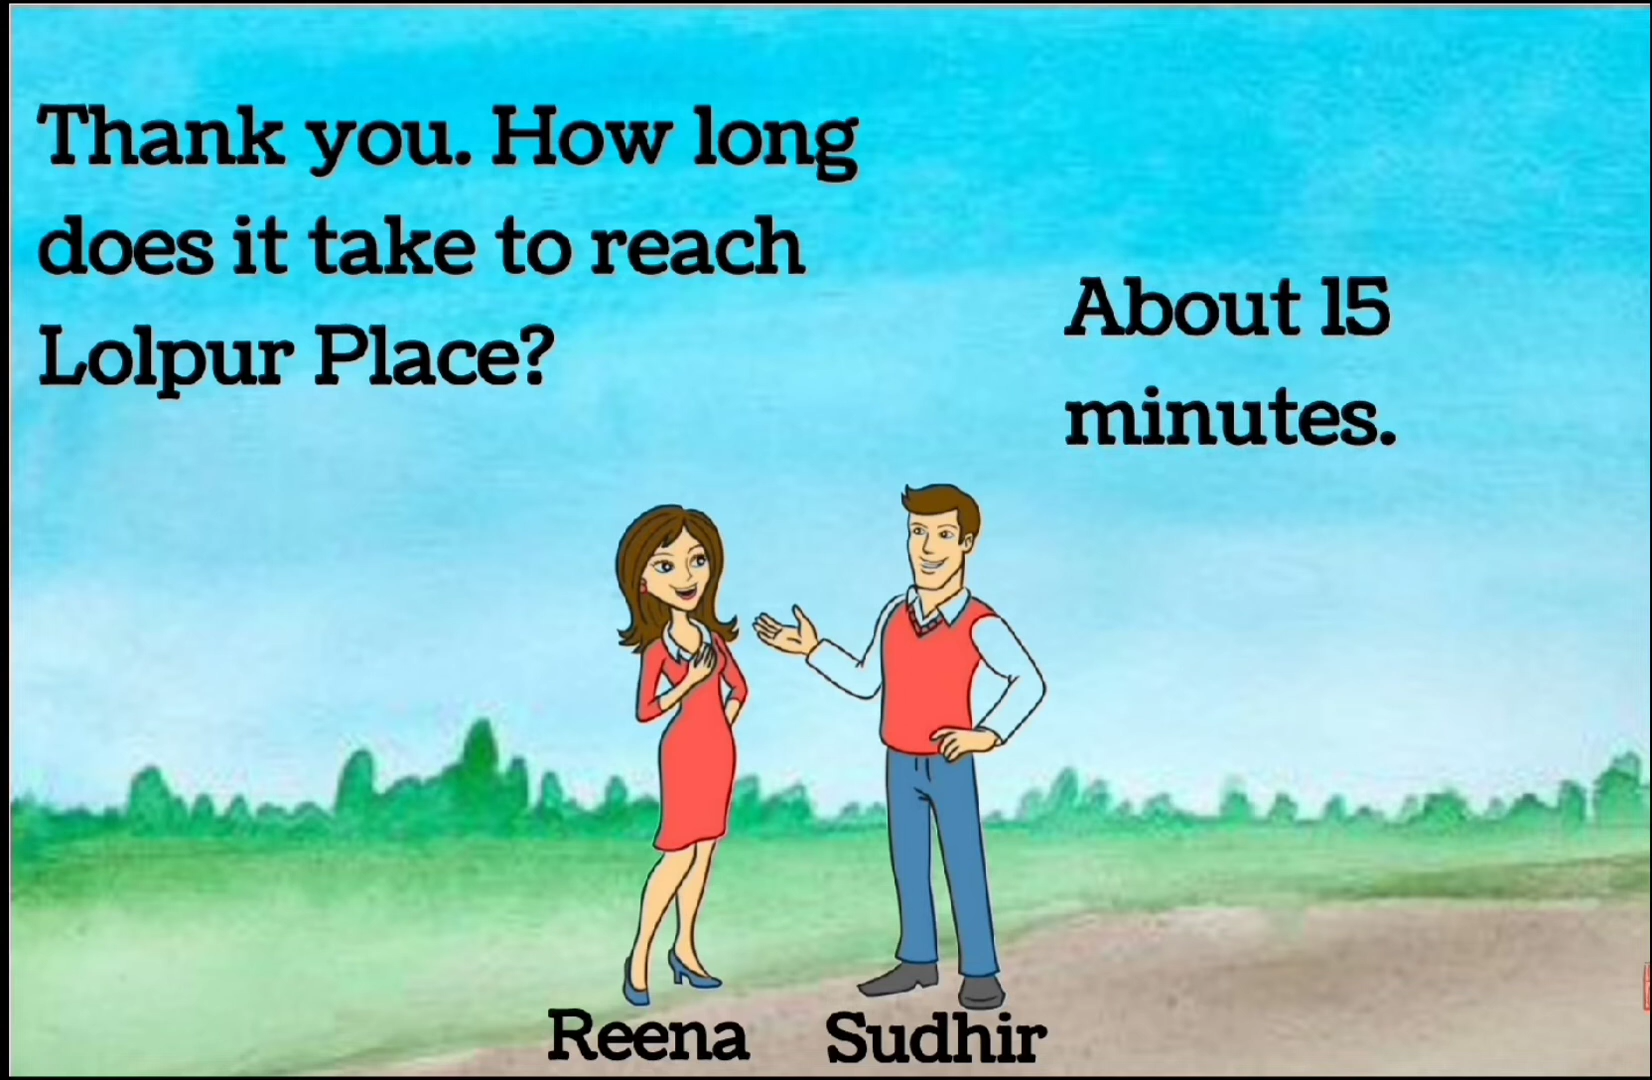 Thank you. How long
does it take to reach
Lolpur Place?
About 15
minutes.
Reena
Sudhir